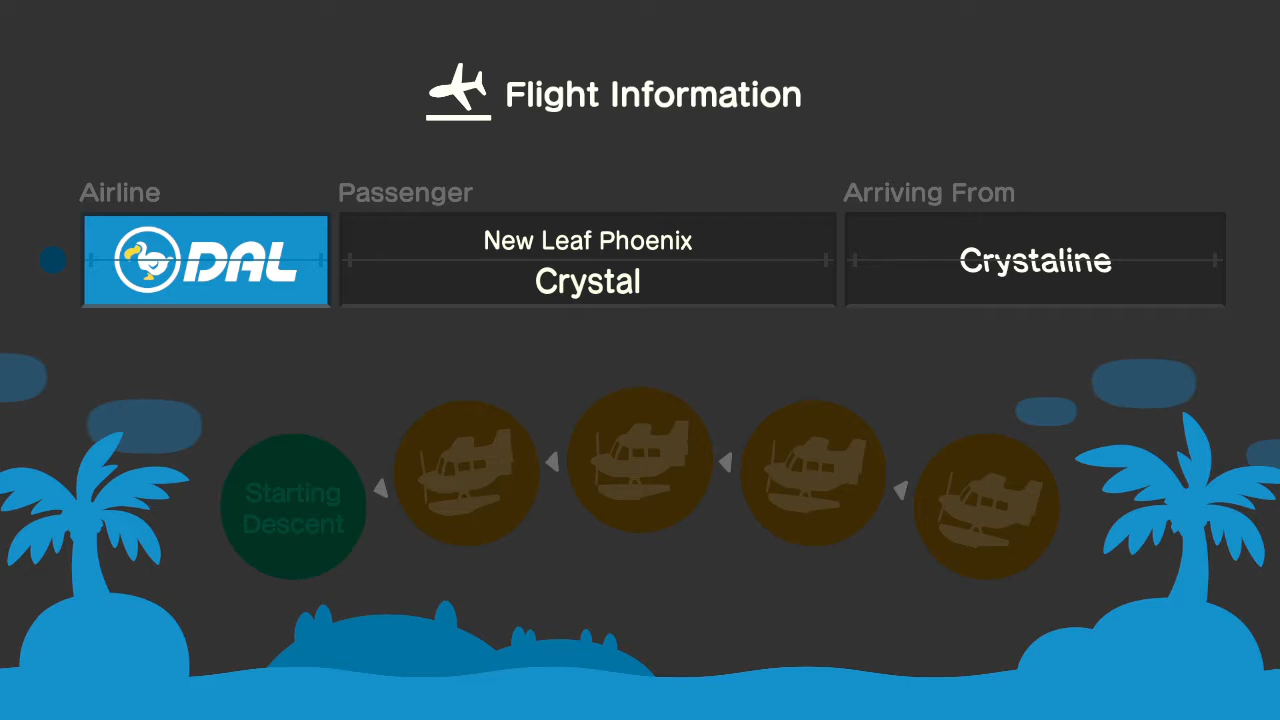 Flight Information
Airline
Passenger
Arriving From
DAL
New Leaf Phoenix
Crystal
Crystaline
Starting
Descent